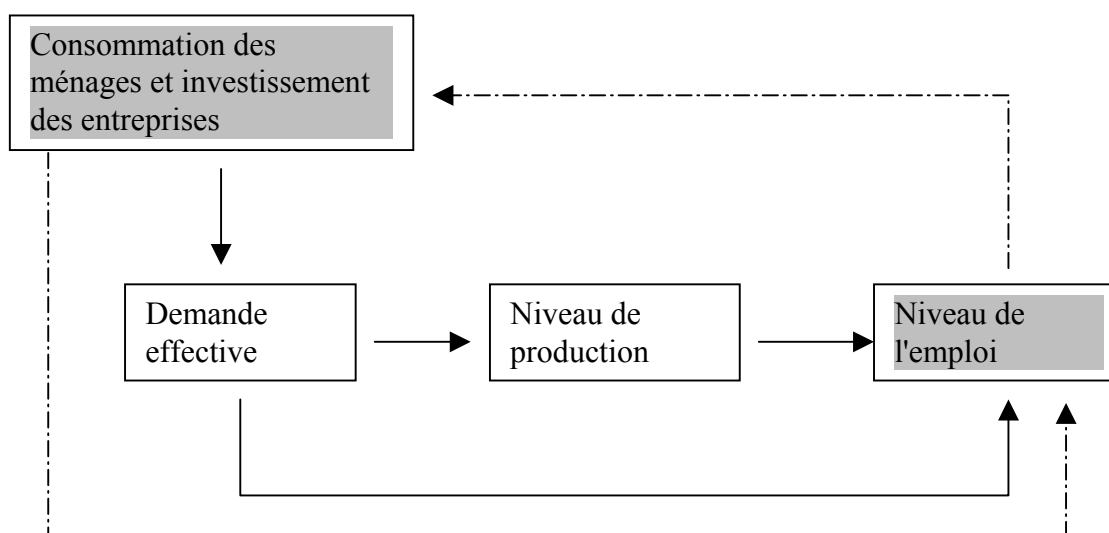 Consommation des
ménages et investissement
des entreprises
Demande
effective
Niveau de
production
Niveau de
l'emploi